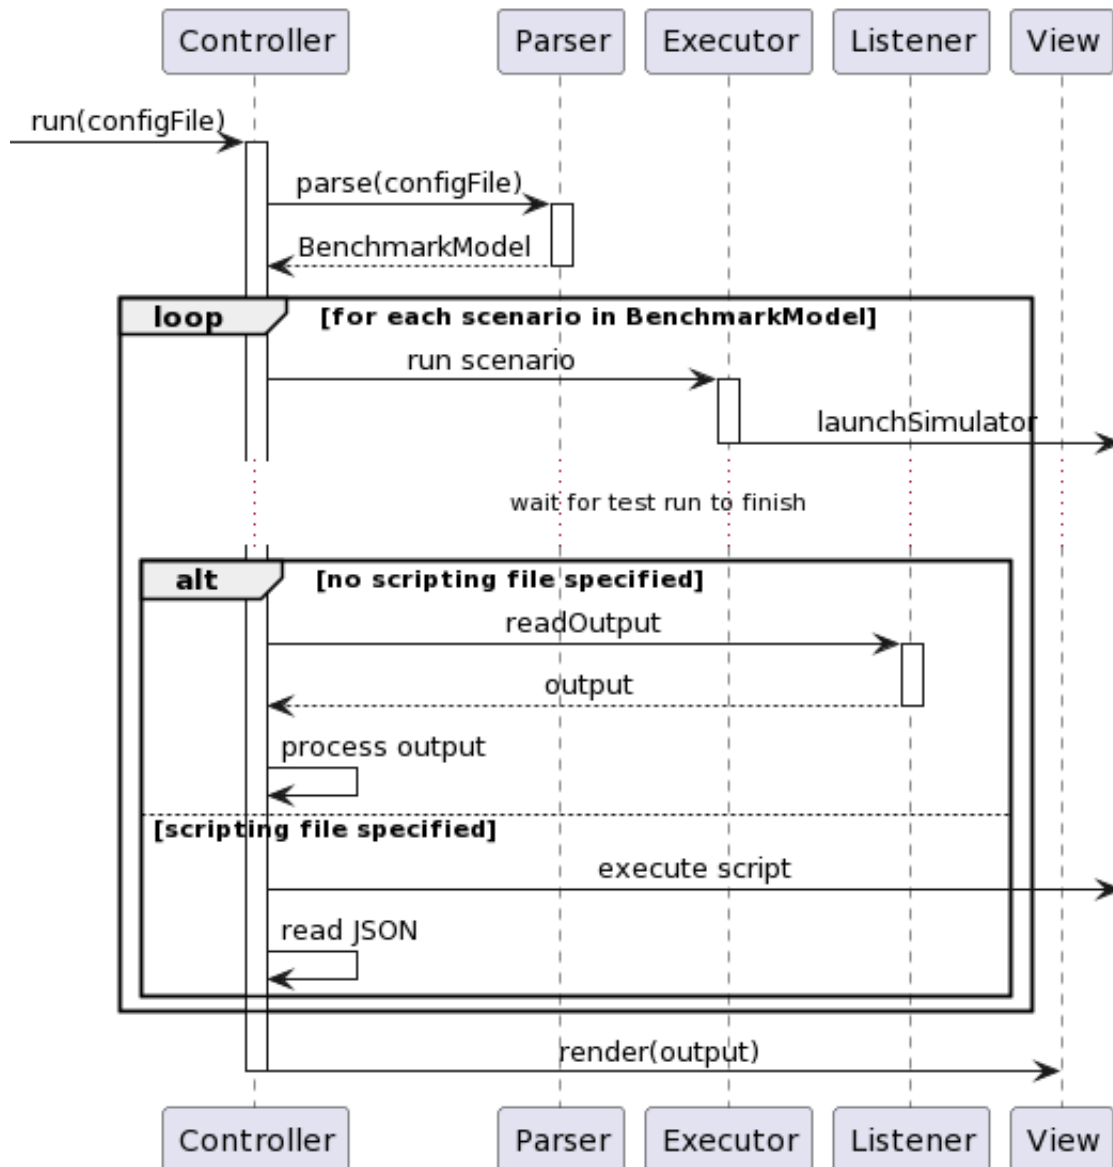 Controller Parser Executor Listener View
run(configFile)
parse(configFile)
BenchmarkModel
loop [for each scenario in BenchmarkModel]
run scenario
launchSimulator
wait for test run to finish
alt [no scripting file specified]
readOutput
output
process output
[scripting file specified]
execute script
read JSON
render(output)
Controller Parser Executor Listener View